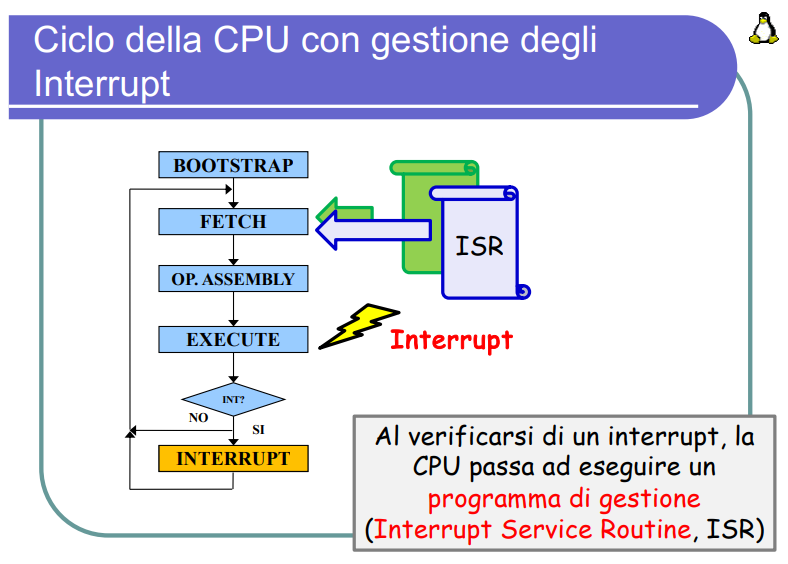 Ciclo della CPU con gestione degli
Interrupt
BOOTSTRAP
FETCH
ISR
OP. ASSEMBLY
EXECUTE
Interrupt
INT?
NO
SI
INTERRUPT
Al verificarsi di un interrupt, la
CPU passa ad eseguire un
programma di gestione
(Interrupt Service Routine, ISR)